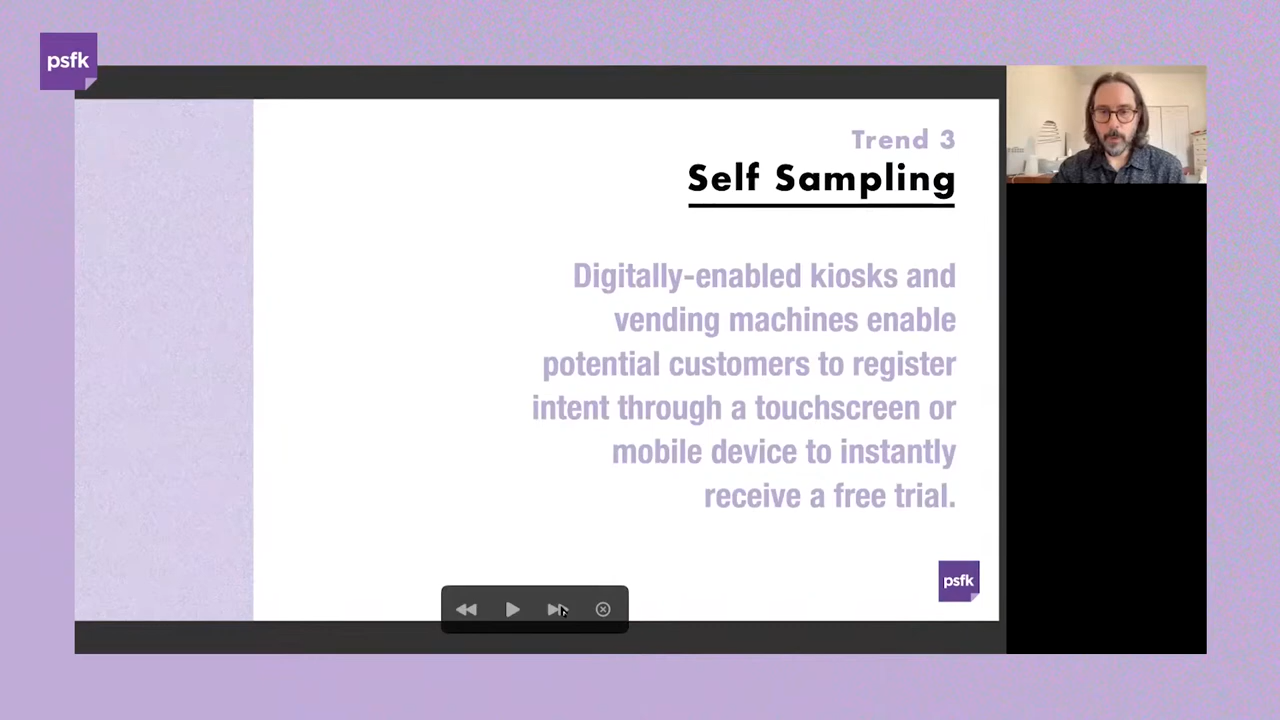 psfk
Trend 3
Self Sampling
Digitally-enabled kiosks and
vending machines enable
potential customers to register
intent through a touchscreen or
mobile device to instantly
receive a free trial.
psfk